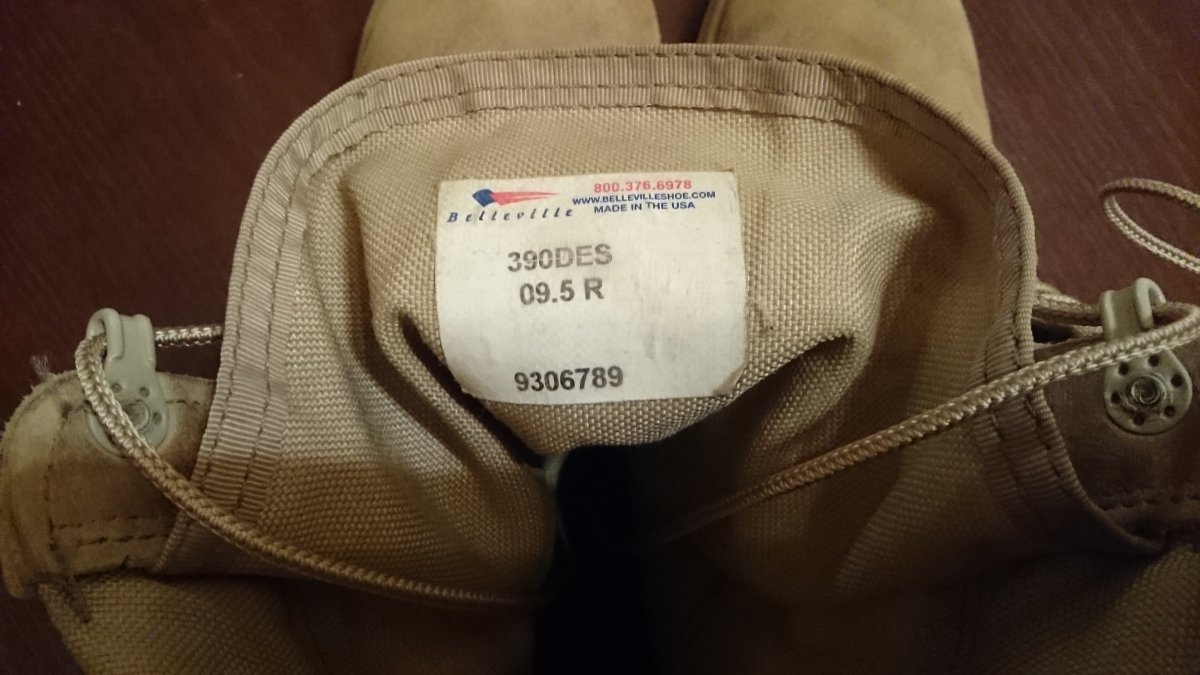 Belleville
800.376.6978
WWW.BELLEVILLESHOE.COM
MADE IN THE USA
390DES
09.5 R
9306789